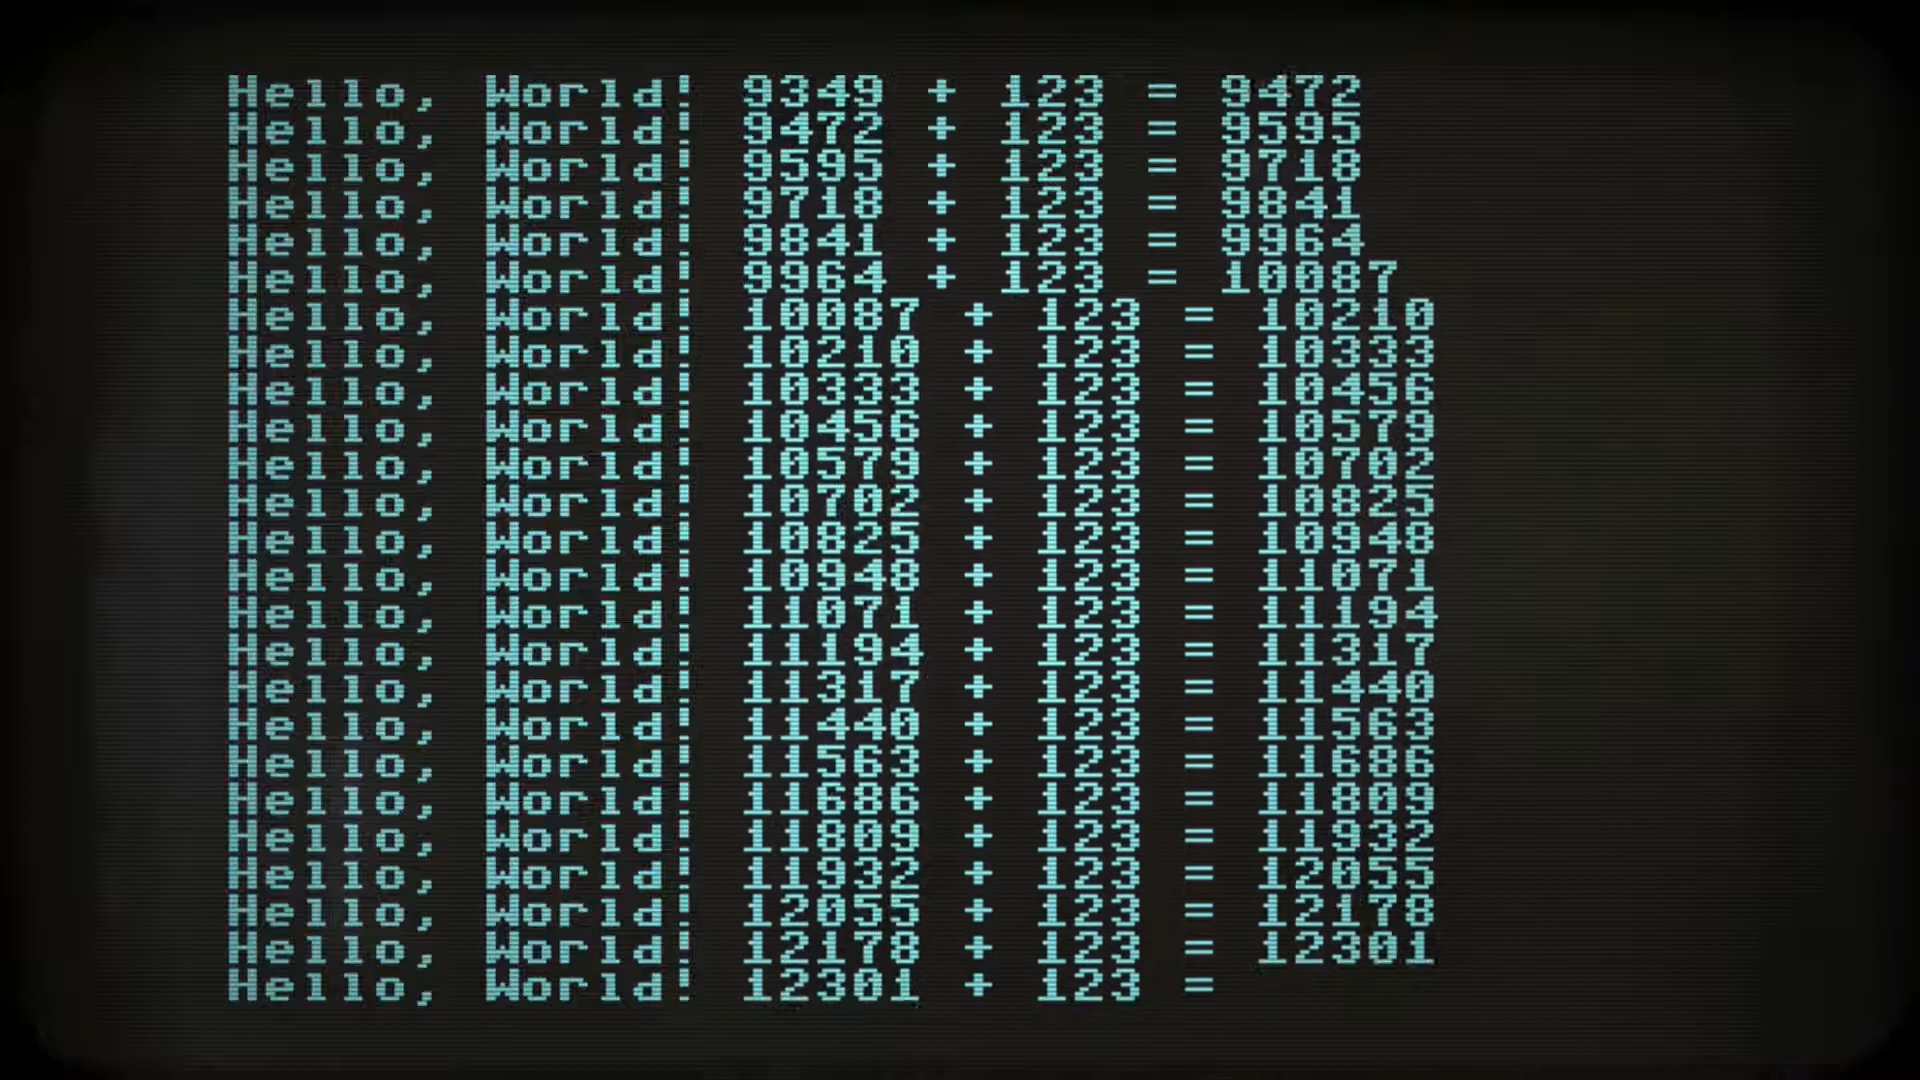 Hello, World! 9349 + 123 = 9472
Hello, World! 9472 + 123 = 9595
Hello, World! 9595 + 123 = 9718
Hello, World! 9718 + 123 = 9841
Hello, World! 9841 + 123 = 9964
Hello, World! 9964 + 123 = 10087
Hello, World! 10087 + 123 = 10210
Hello, World! 10210 + 123 = 10333
Hello, World! 10333 + 123 = 10456
Hello, World! 10456 + 123 = 10579
Hello, World! 10579 + 123 = 10702
Hello, World! 10702 + 123 = 10825
Hello, World! 10825 + 123 = 10948
Hello, World! 10948 + 123 = 11071
Hello, World! 11071 + 123 = 11194
Hello, World! 11194 + 123 = 11317
Hello, World! 11317 + 123 = 11440
Hello, World! 11440 + 123 = 11563
Hello, World! 11563 + 123 = 11686
Hello, World! 11686 + 123 = 11809
Hello, World! 11809 + 123 = 11932
Hello, World! 11932 + 123 = 12055
Hello, World! 12055 + 123 = 12178
Hello, World! 12178 + 123 = 12301
Hello, World! 12301 + 123 =